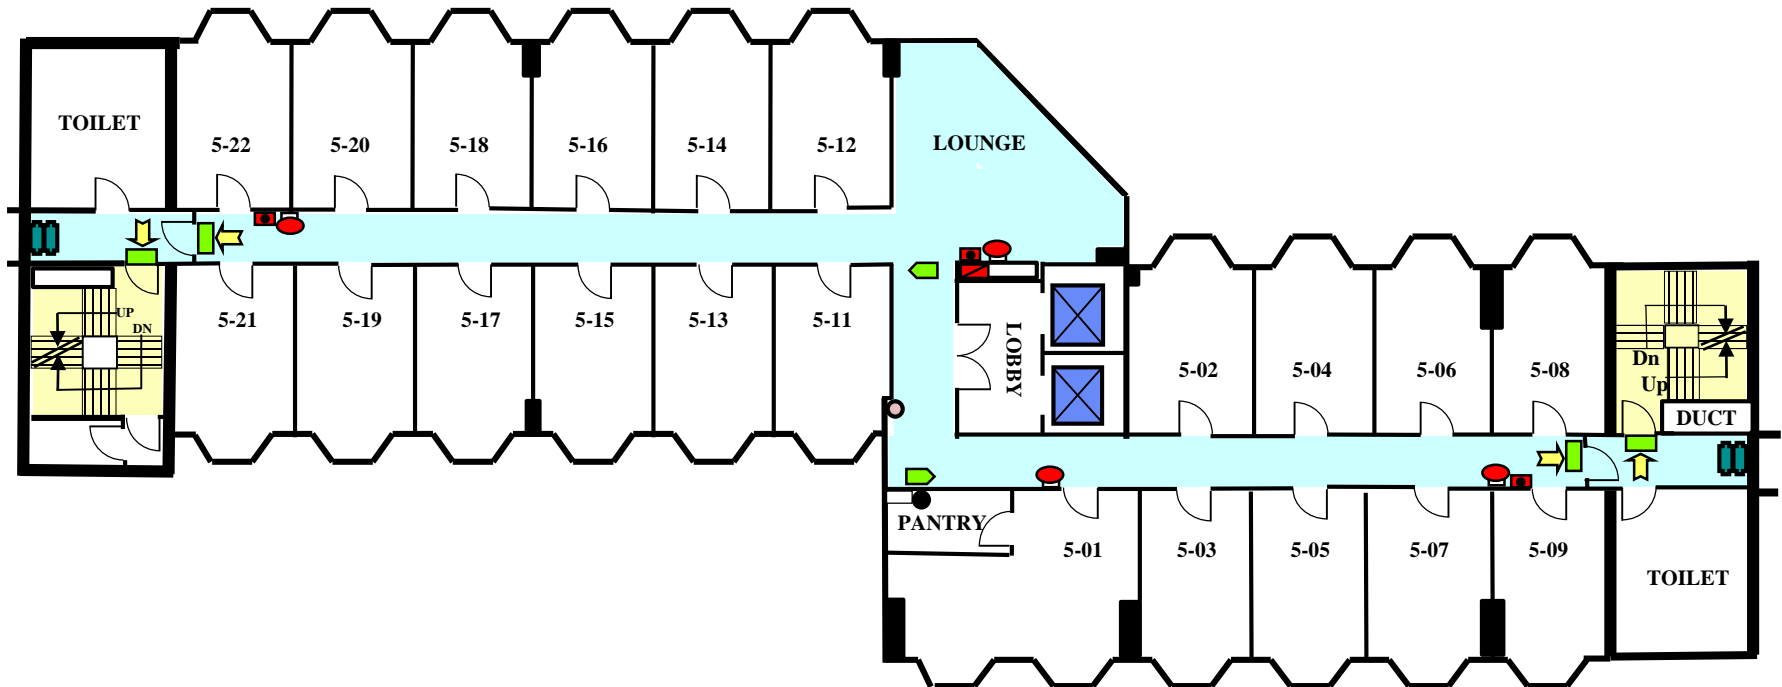 TOILET
5-22
5-20
5-18
5-16
5-14
5-12
LOUNGE
UP
DN
5-21
5-19
5-17
5-15
5-13
5-11
LOBBY
5-02
5-04
5-06
5-08
Dn
Up
DUCT
PANTRY
5-01
5-03
5-05
5-07
5-09
TOILET